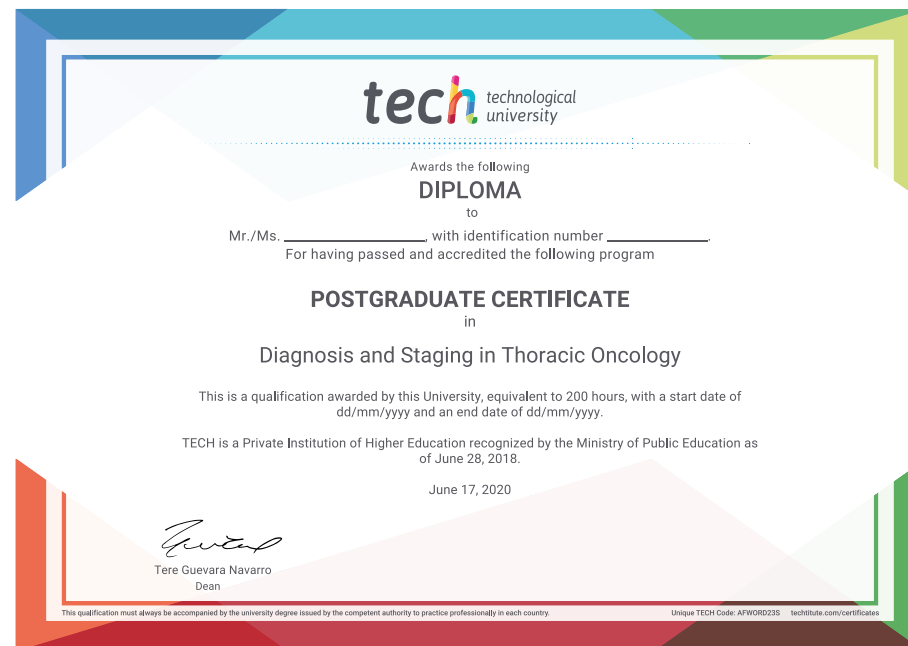 tech technological
university
Awards the following
DIPLOMA
to
Mr./Ms. ____________________, with identification number ______________.
For having passed and accredited the following program
POSTGRADUATE CERTIFICATE
in
Diagnosis and Staging in Thoracic Oncology
This is a qualification awarded by this University, equivalent to 200 hours, with a start date of
dd/mm/yyyy and an end date of dd/mm/yyyy.
TECH is a Private Institution of Higher Education recognized by the Ministry of Public Education as
of June 28, 2018.
June 17, 2020
Tere Guevara Navarro
Dean
This qualification must always be accompanied by the university degree issued by the competent authority to practice professionally in each country. Unique TECH Code: AFWORD23S techtitute.com/certificates